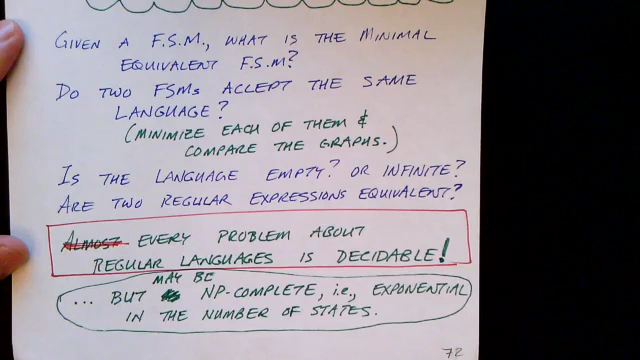 GIVEN A F.S.M., WHAT IS THE MINIMAL
EQUIVALENT F.S.M?
DO TWO FSMs ACCEPT THE SAME
LANGUAGE?
(MINIMIZE EACH OF THEM &
COMPARE THE GRAPHS.)
IS THE LANGUAGE EMPTY? OR INFINITE?
ARE TWO REGULAR EXPRESSIONS EQUIVALENT?
ALMOST EVERY PROBLEM ABOUT
REGULAR LANGUAGES IS DECIDABLE!
MAY BE
... BUT NP-COMPLETE, i.e., EXPONENTIAL
IN THE NUMBER OF STATES.
72